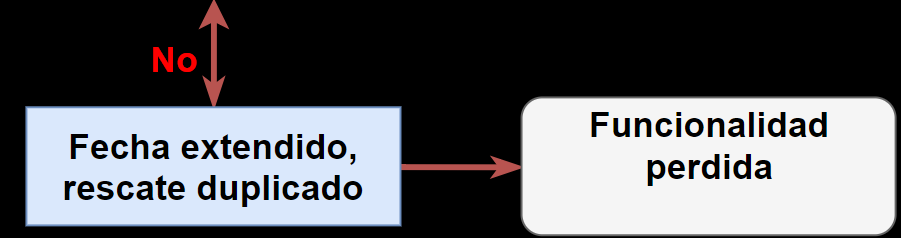 No
Fecha extendido,
rescate duplicado
Funcionalidad
perdida